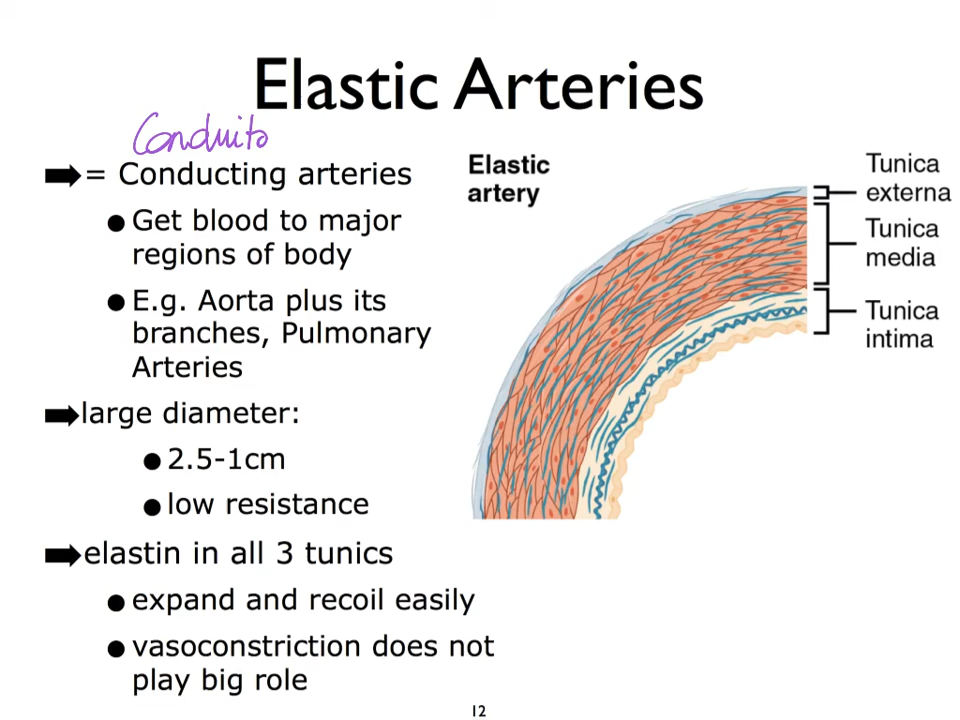 Elastic Arteries
Conduito
➡= Conducting arteries
● Get blood to major
regions of body
● E.g. Aorta plus its
branches, Pulmonary
Arteries
➡large diameter:
● 2.5-1cm
● low resistance
➡elastin in all 3 tunics
● expand and recoil easily
● vasoconstriction does not
play big role
Elastic
artery
Tunica
externa
Tunica
media
Tunica
intima
12